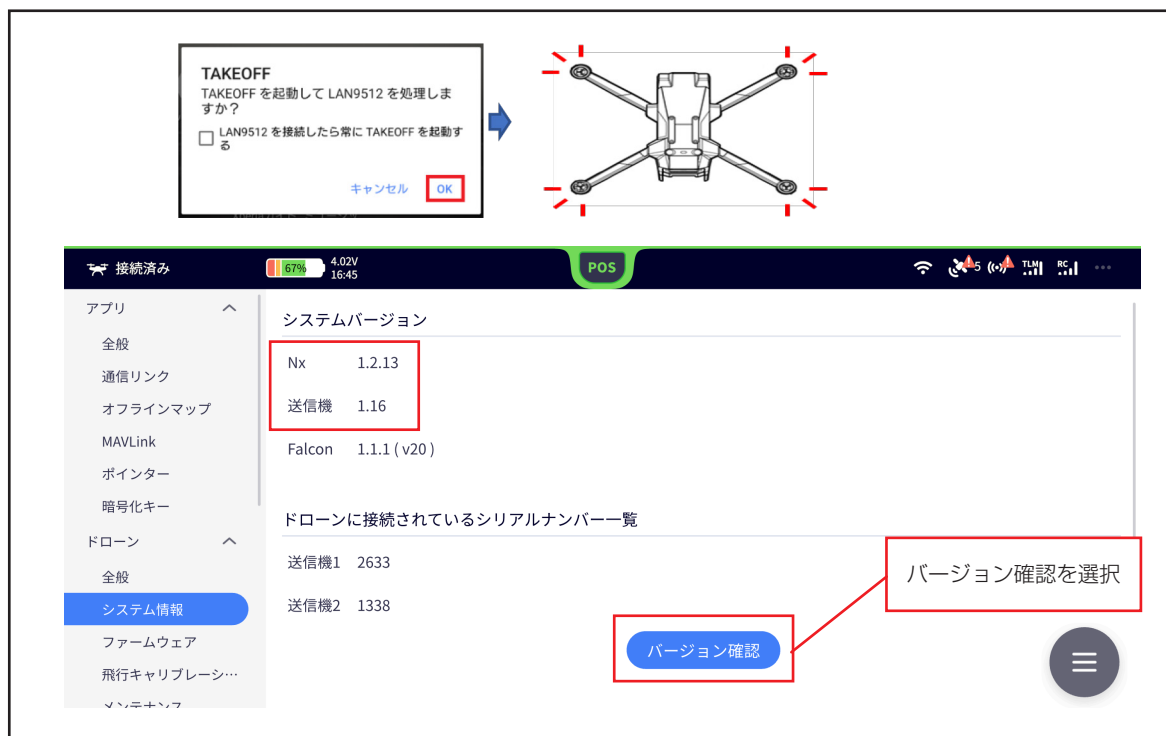 TAKEOFF
TAKEOFF を起動して LAN9512 を処理しま
すか？
LAN9512 を接続したら常に TAKEOFF を起動す
る
キャンセル OK
接続済み 67% 4.02V POS 5 TLM RC
16:45
アプリ
全般
通信リンク
オフラインマップ
MAVLink
ポインター
暗号化キー
ドローン
全般
システム情報
ファームウェア
飛行キャリブレーシ…
メンテナンス
システムバージョン
Nx 1.2.13
送信機 1.16
Falcon 1.1.1 ( v20 )
ドローンに接続されているシリアルナンバー一覧
送信機1 2633
送信機2 1338
バージョン確認
バージョン確認を選択